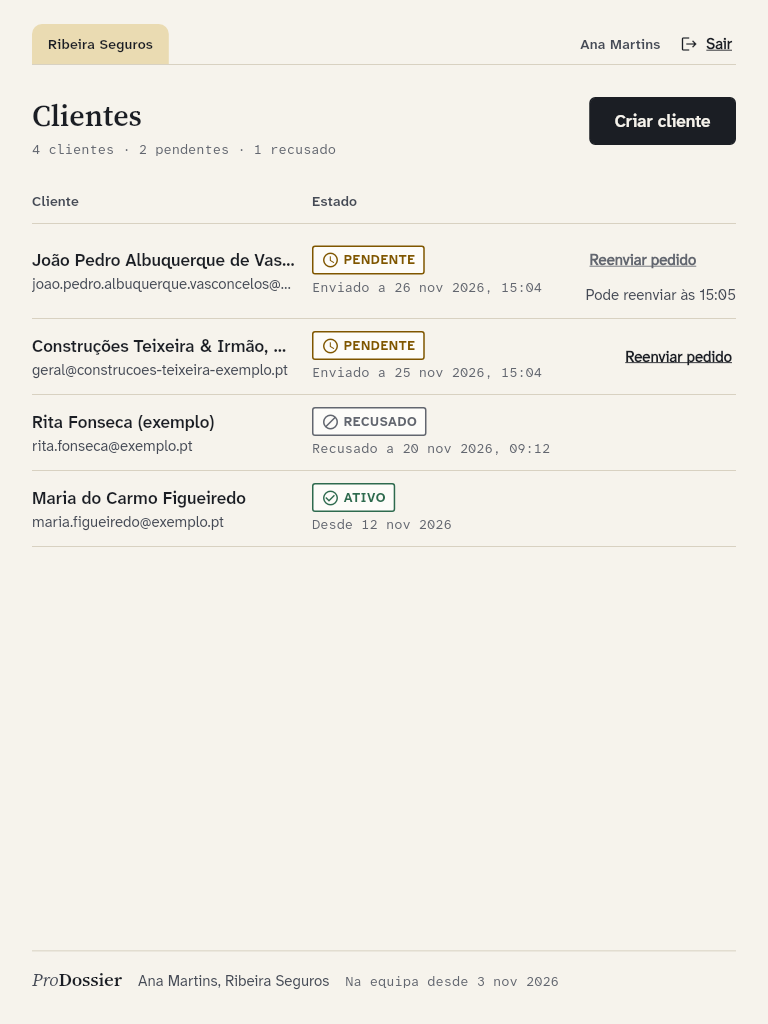 Ribeira Seguros
Ana Martins
Sair
Clientes
Criar cliente
4 clientes · 2 pendentes · 1 recusado
Cliente
Estado
João Pedro Albuquerque de Vas...
joao.pedro.albuquerque.vasconcelos@...
PENDENTE
Enviado a 26 nov 2026, 15:04
Reenviar pedido
Pode reenviar às 15:05
Construções Teixeira & Irmão, ...
geral@construcoes-teixeira-exemplo.pt
PENDENTE
Enviado a 25 nov 2026, 15:04
Reenviar pedido
Rita Fonseca (exemplo)
rita.fonseca@exemplo.pt
RECUSADO
Recusado a 20 nov 2026, 09:12
Maria do Carmo Figueiredo
maria.figueiredo@exemplo.pt
ATIVO
Desde 12 nov 2026
ProDossier
Ana Martins, Ribeira Seguros
Na equipa desde 3 nov 2026